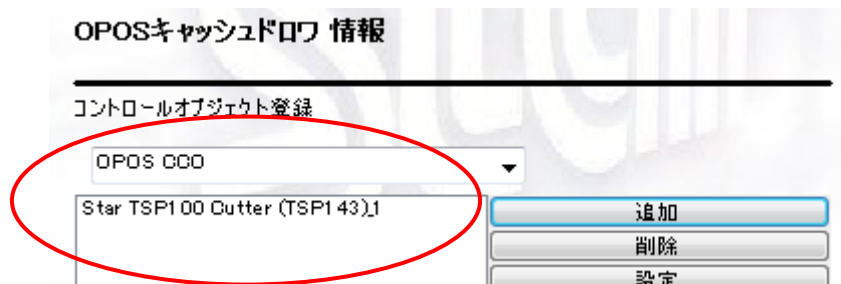 OPOSキャッシュドロワ 情報
コントロールオブジェクト登録
OPOS CCO
Star TSP100 Cutter (TSP143)_1
追加
削除
設定